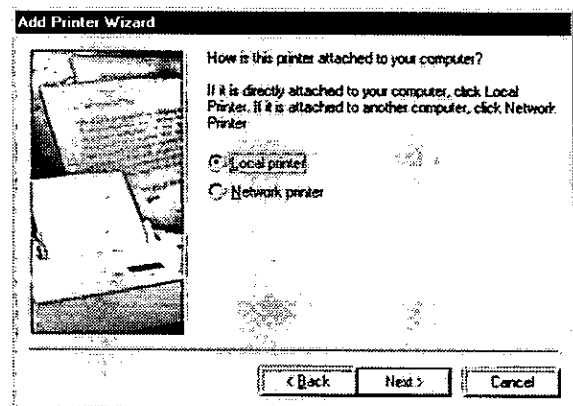 Add Printer Wizard
How is this printer attached to your computer?
If it is directly attached to your computer, click Local
Printer. If it is attached to another computer, click Network
Printer
Local printer
Network printer
< Back Next > Cancel